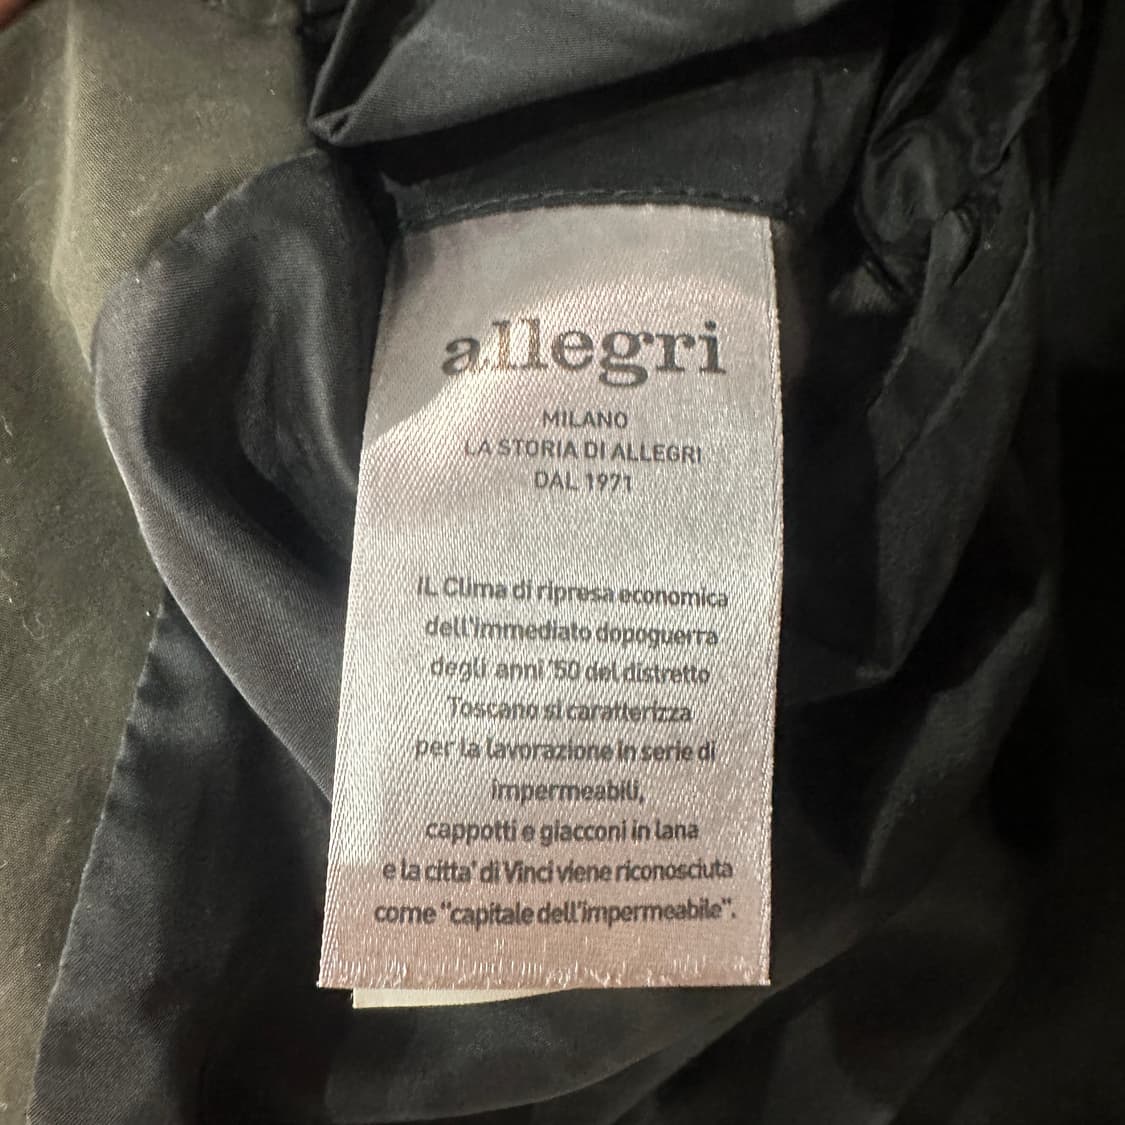 allegri
MILANO
LA STORIA DI ALLEGRI
DAL 1971
IL Clima di ripresa economica
dell'immediato dopoguerra
degli anni '50 del distretto
Toscano si caratterizza
per la lavorazione in serie di
impermeabili,
cappotti e giacconi in lana
e la citta' di Vinci viene riconosciuta
come "capitale dell'impermeabile".